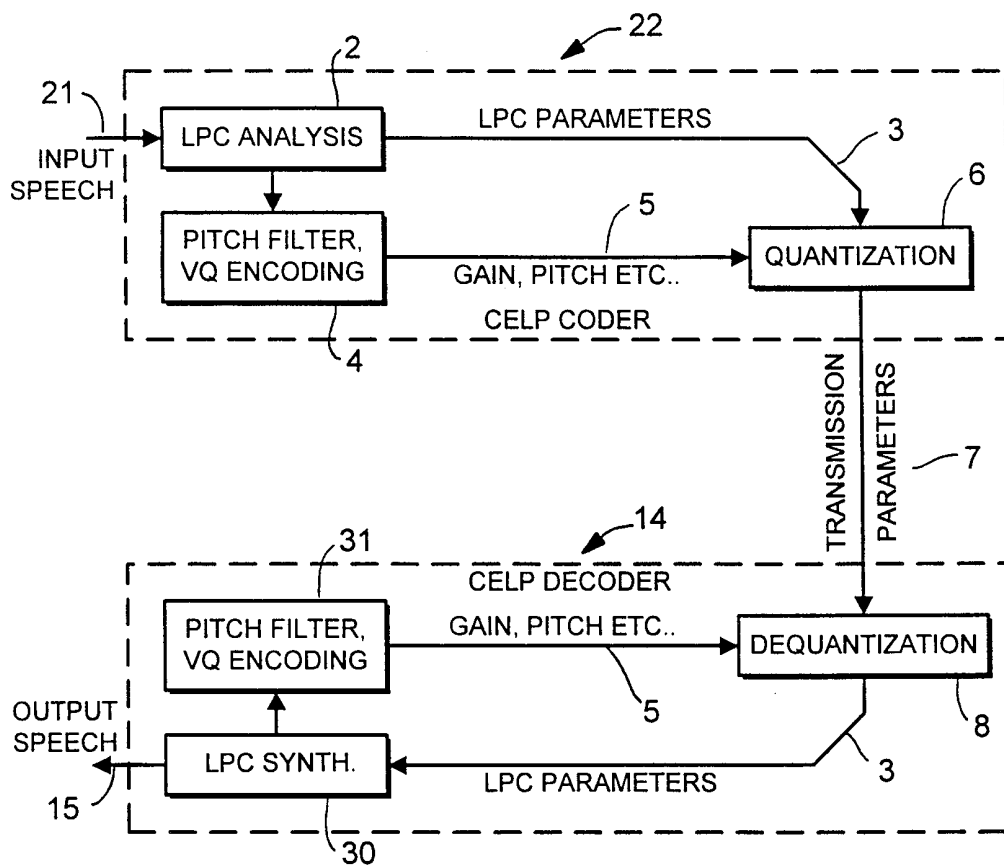 22
2
21
LPC ANALYSIS
LPC PARAMETERS
3
INPUT
SPEECH
6
PITCH FILTER,
VQ ENCODING
5
GAIN, PITCH ETC..
QUANTIZATION
4
CELP CODER
TRANSMISSION
PARAMETERS
7
14
31
CELP DECODER
PITCH FILTER,
VQ ENCODING
GAIN, PITCH ETC..
5
DEQUANTIZATION
8
OUTPUT
SPEECH
15
LPC SYNTH.
LPC PARAMETERS
3
30